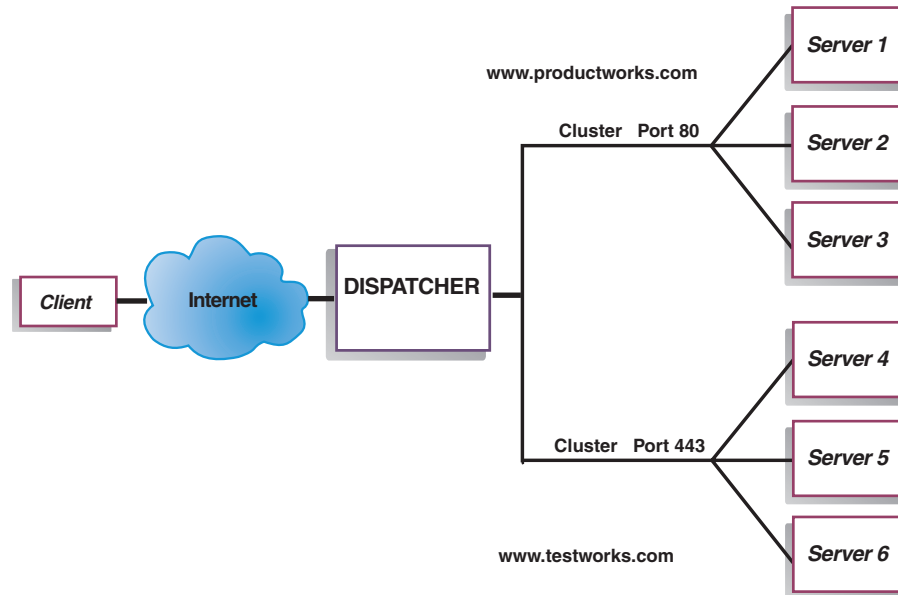 Server 1
www.productworks.com
Cluster Port 80
Server 2
Server 3
Client
Internet
DISPATCHER
Server 4
Cluster Port 443
Server 5
Server 6
www.testworks.com